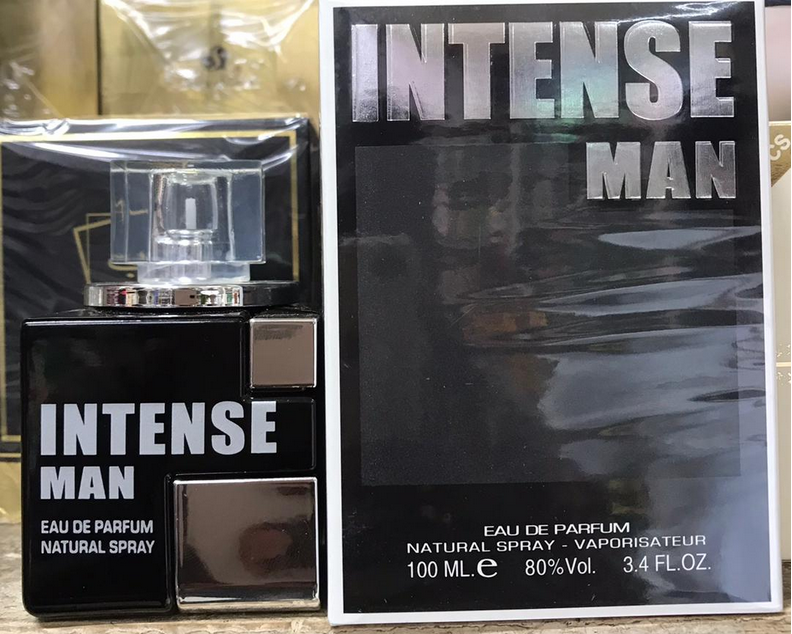 INTENSE
MAN
EAU DE PARFUM
NATURAL SPRAY
INTENSE
MAN
EAU DE PARFUM
NATURAL SPRAY - VAPORISATEUR
100 ML.e 80%Vol. 3.4 FL.OZ.